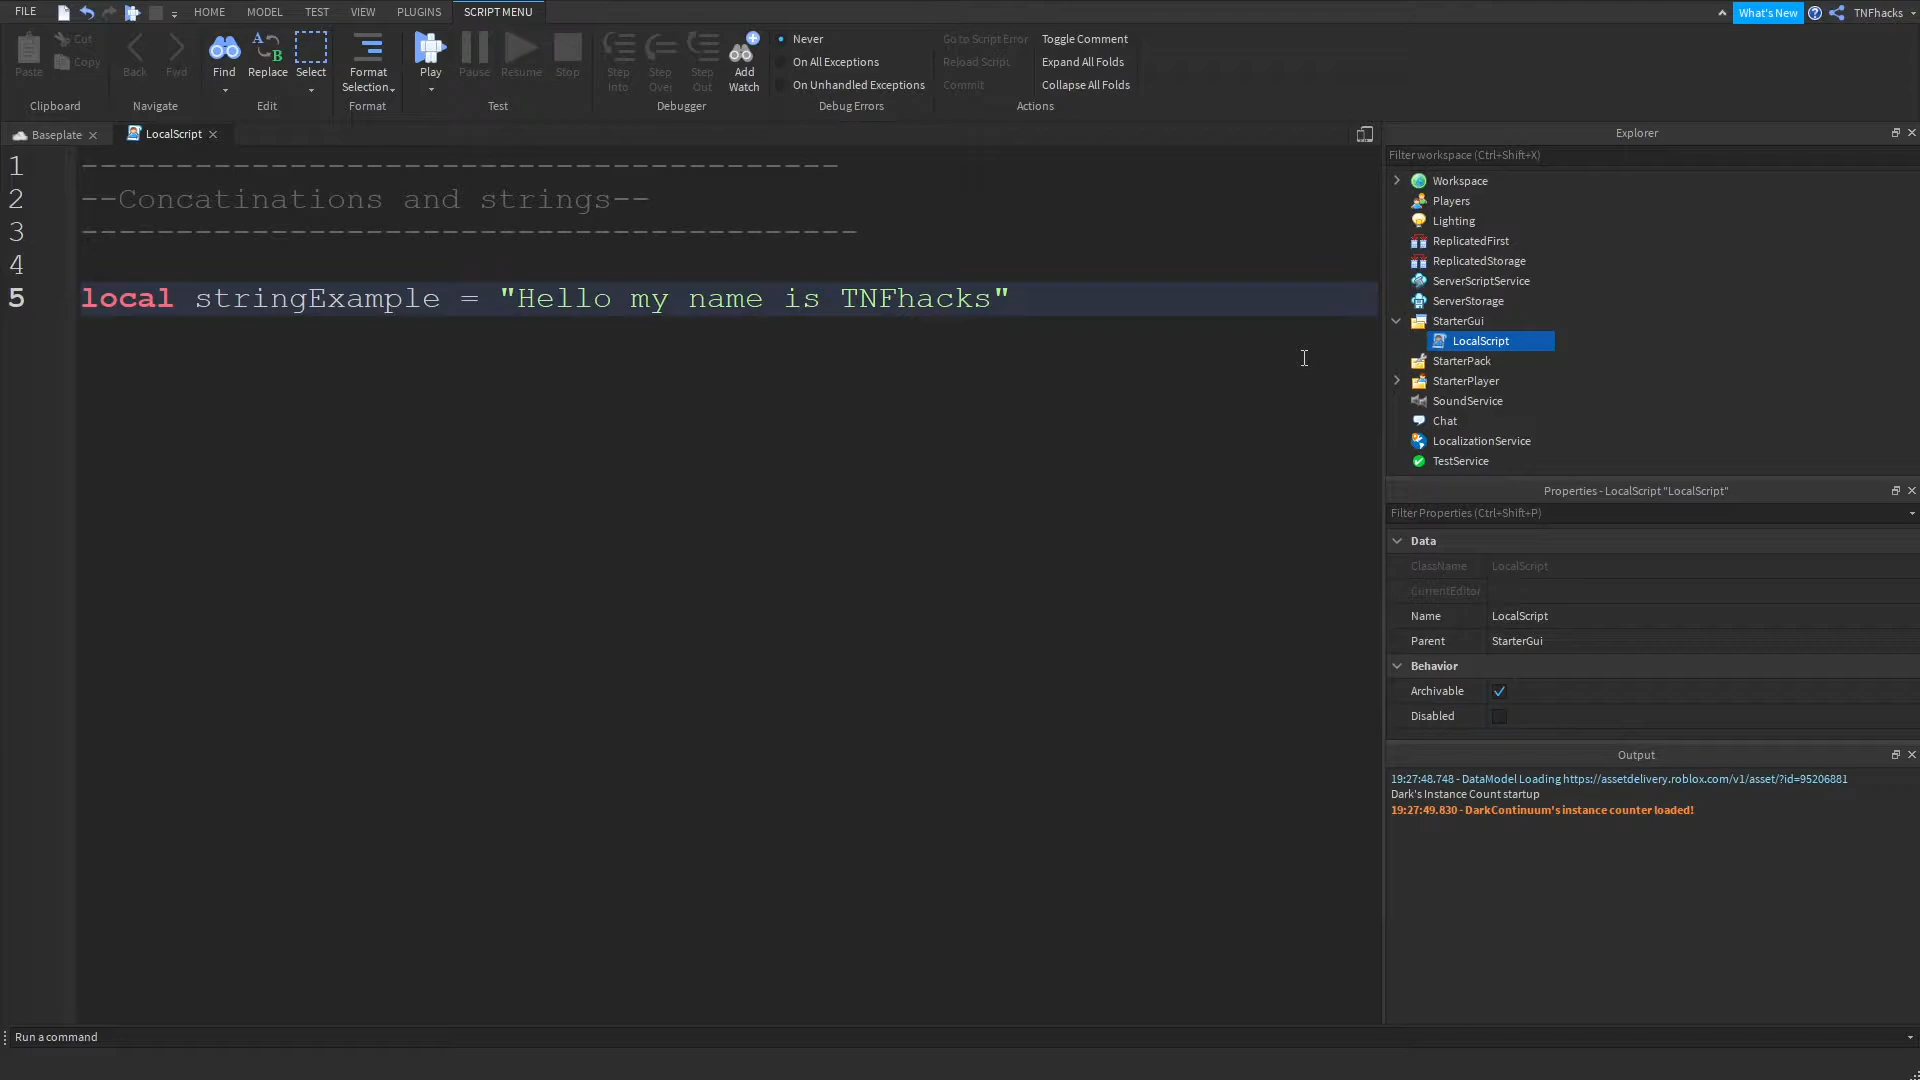 FILE HOME MODEL TEST VIEW PLUGINS SCRIPT MENU What's New TNFhacks
Paste Cut Copy Back Fwd Find Replace Select Format Selection Play Pause Resume Stop Step Into Step Over Step Out Add Watch
Never
On All Exceptions
On Unhandled Exceptions
Go to Script Error
Reload Script
Commit
Toggle Comment
Expand All Folds
Collapse All Folds
Clipboard Navigate Edit Format Test Debugger Debug Errors Actions
Baseplate LocalScript
1 ----------------------------------------
2 --Concatinations and strings--
3 -----------------------------------------
4
5 local stringExample = "Hello my name is TNFhacks"
Explorer
Filter workspace (Ctrl+Shift+X)
Workspace
Players
Lighting
ReplicatedFirst
ReplicatedStorage
ServerScriptService
ServerStorage
StarterGui
LocalScript
StarterPack
StarterPlayer
SoundService
Chat
LocalizationService
TestService
Properties - LocalScript "LocalScript"
Filter Properties (Ctrl+Shift+P)
Data
ClassName LocalScript
CurrentEditor
Name LocalScript
Parent StarterGui
Behavior
Archivable
Disabled
Output
19:27:48.748 - DataModel Loading https://assetdelivery.roblox.com/v1/asset/?id=95206881
Dark's Instance Count startup
19:27:49.830 - DarkContinuum's instance counter loaded!
Run a command